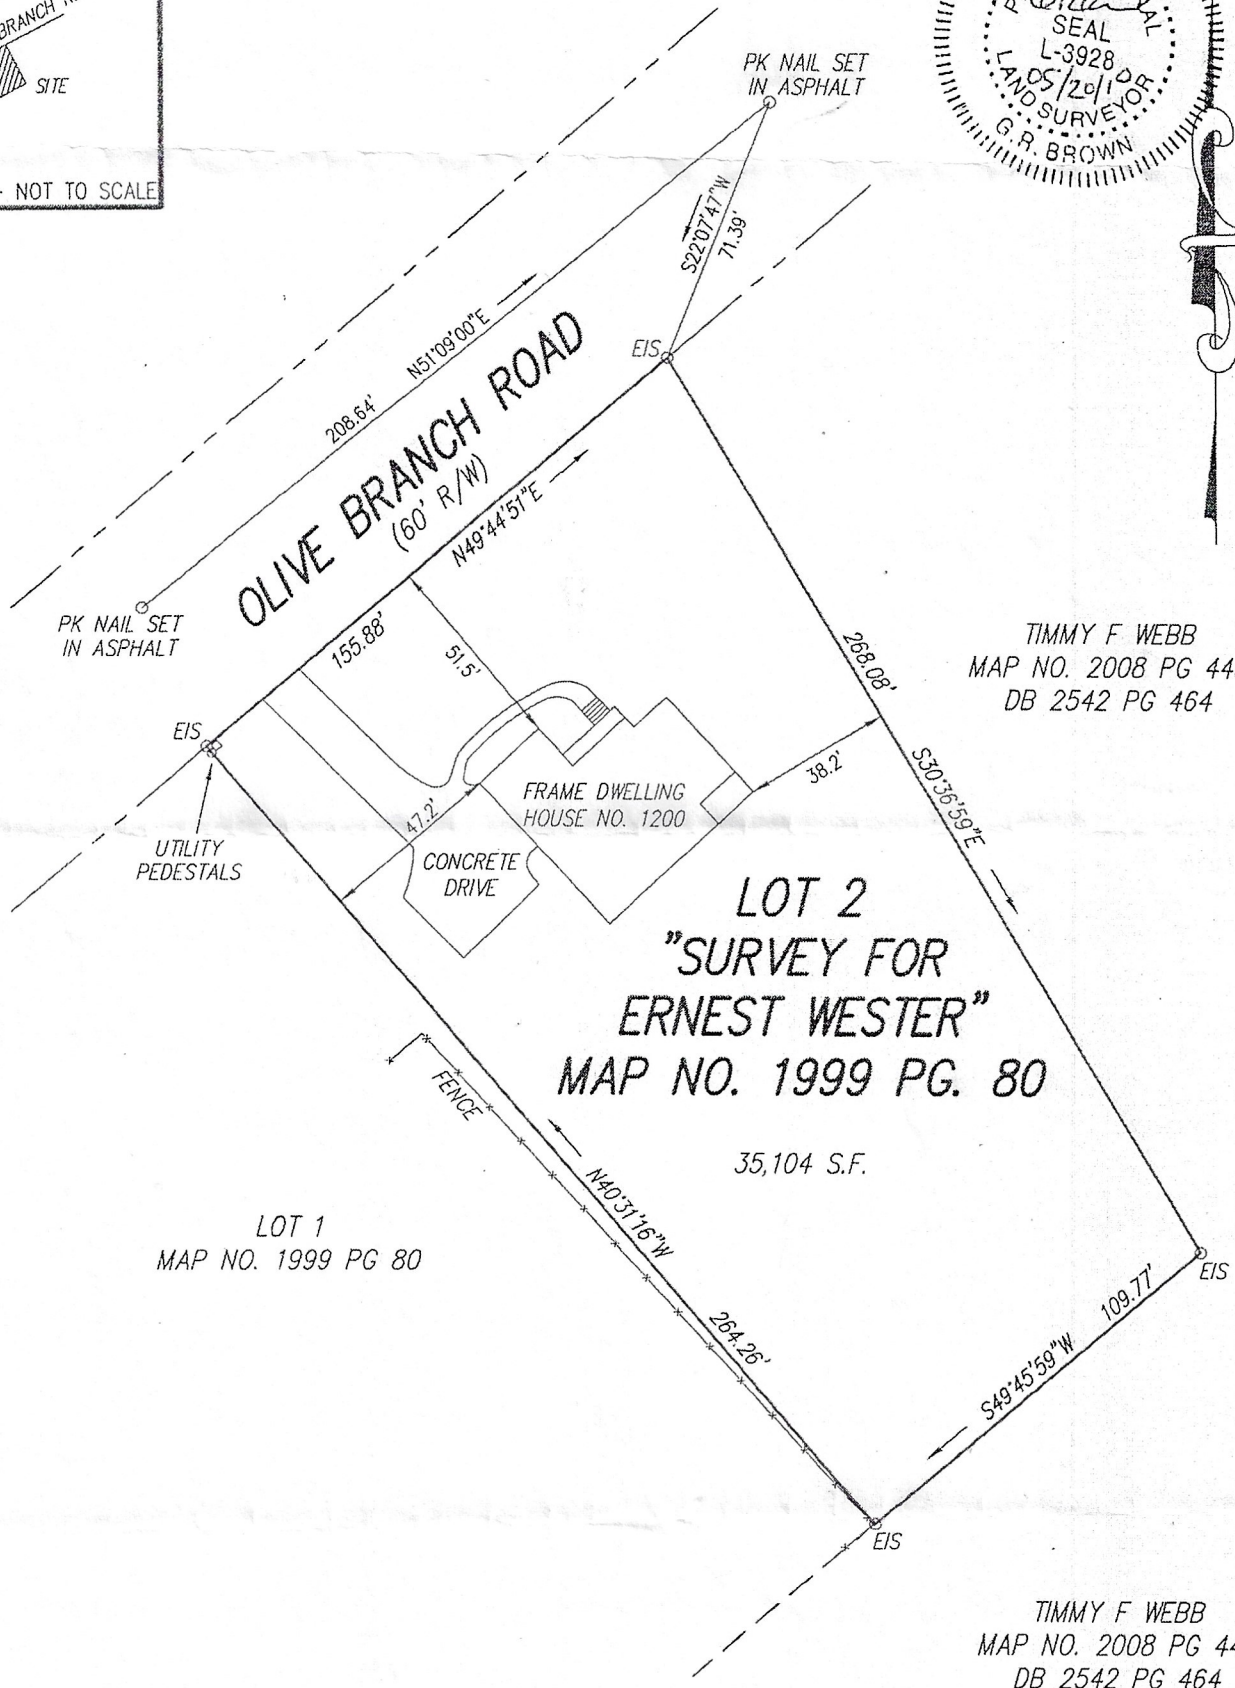 BRANCH
SITE
NOT TO SCALE
SEAL
L-3928
LAND SURVEYOR
G.R. BROWN
PK NAIL SET
IN ASPHALT
S22°07'47"W
71.39'
N51°09'00"E
208.64'
EIS
OLIVE BRANCH ROAD
(60' R/W)
N49°44'51"E
155.88'
PK NAIL SET
IN ASPHALT
51.5'
268.08'
TIMMY F WEBB
MAP NO. 2008 PG
DB 2542 PG 464
EIS
38.2'
S30°36'59"E
FRAME DWELLING
HOUSE NO. 1200
47.2'
UTILITY
PEDESTALS
CONCRETE
DRIVE
LOT 2
"SURVEY FOR
ERNEST WESTER"
MAP NO. 1999 PG. 80
FENCE
35,104 S.F.
N40°31'16"W
264.26'
LOT 1
MAP NO. 1999 PG 80
EIS
109.77'
S49°45'59"W
EIS
TIMMY F WEBB
MAP NO. 2008 PG
DB 2542 PG 464